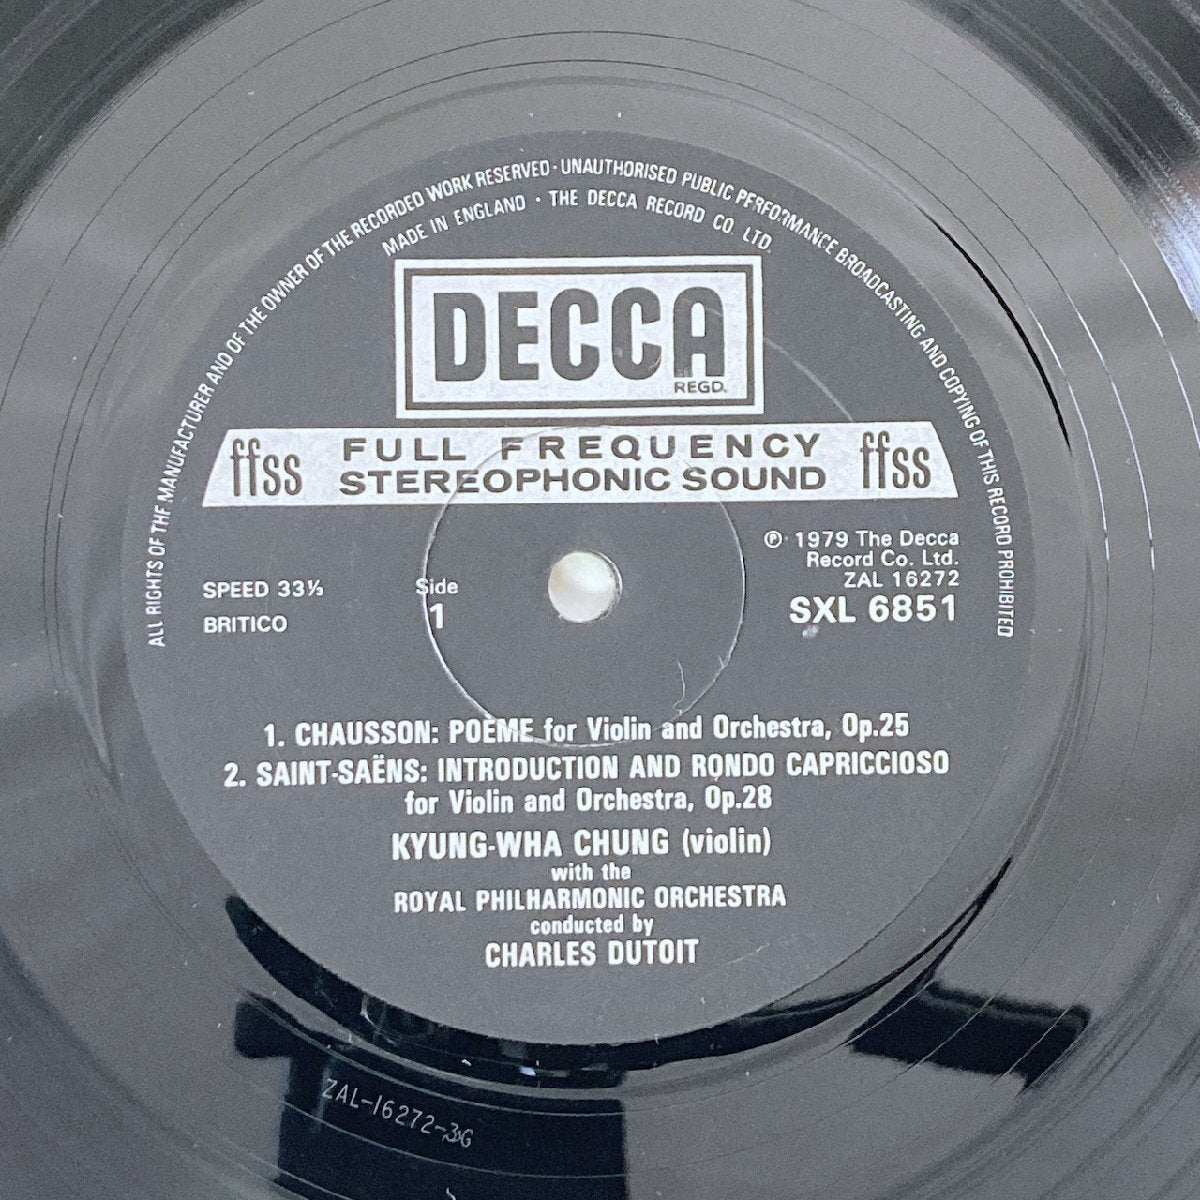 ALL RIGHTS OF THE MANUFACTURER AND OF THE OWNER OF THE RECORDED WORK RESERVED · UNAUTHORISED PUBLIC PERFORMANCE BROADCASTING AND COPYING OF THIS RECORD PROHIBITED
MADE IN ENGLAND · THE DECCA RECORD CO. LTD.
DECCA
REGD.
ffss FULL FREQUENCY ffss
STEREOPHONIC SOUND
℗ 1979 The Decca
Record Co. Ltd.
ZAL 16272
SXL 6851
SPEED 33⅓
BRITICO
Side
1
1. CHAUSSON: POEME for Violin and Orchestra, Op.25
2. SAINT-SAËNS: INTRODUCTION AND RONDO CAPRICCIOSO
for Violin and Orchestra, Op.28
KYUNG-WHA CHUNG (violin)
with the
ROYAL PHILHARMONIC ORCHESTRA
conducted by
CHARLES DUTOIT
ZAL-16272-3G